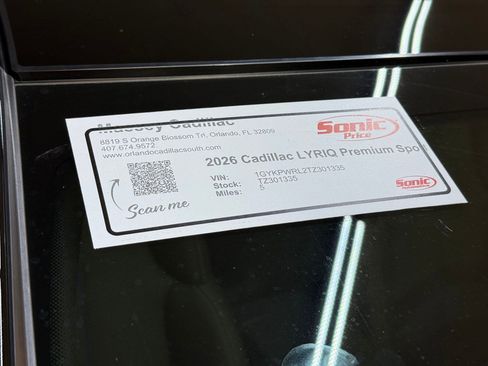 Massey Cadillac
8819 S Orange Blossom Trl, Orlando, FL 32809
407.674.9572
www.orlandocadillacsouth.com
Sonic
Price
2026 Cadillac LYRIQ Premium Spo
VIN: 1GYKPWRL2TZ301335
Stock: TZ301335
Miles: 5
Scan me
Sonic